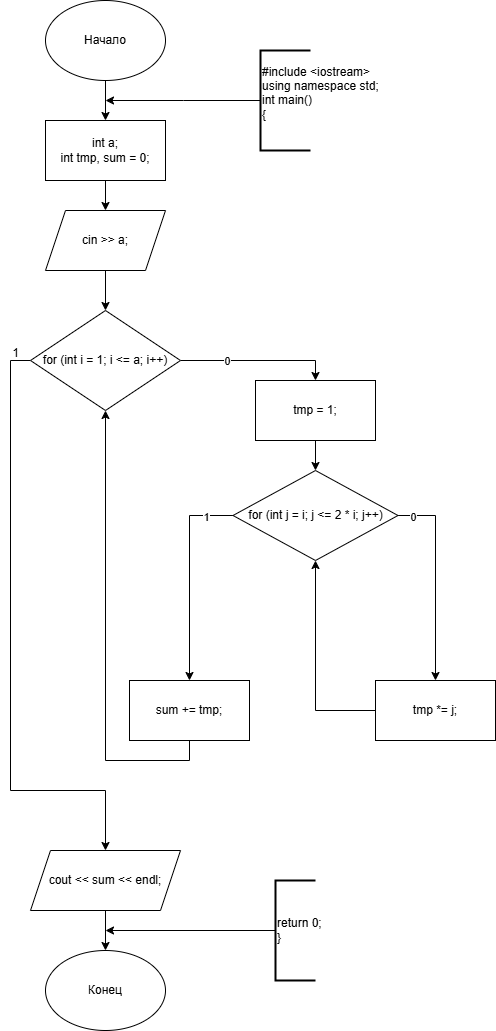 Начало
#include <iostream>
using namespace std;
int main()
{
int a;
int tmp, sum = 0;
cin >> a;
1
for (int i = 1; i <= a; i++)
0
tmp = 1;
1
for (int j = i; j <= 2 * i; j++)
0
sum += tmp;
tmp *= j;
cout << sum << endl;
return 0;
}
Конец